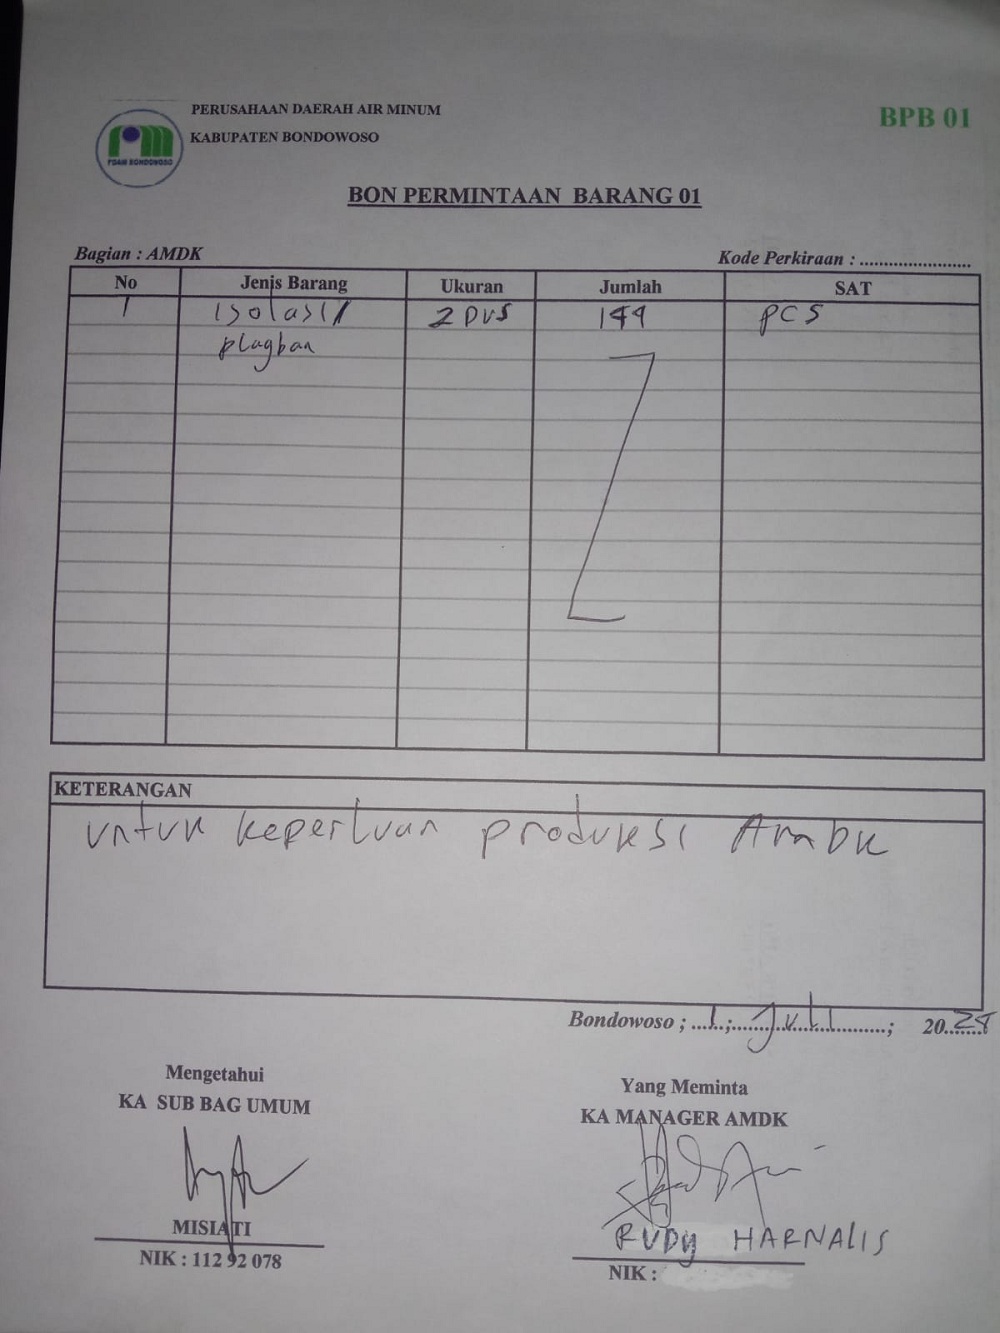 PERUSAHAAN DAERAH AIR MINUM
KABUPATEN BONDOWOSO
BPB 01
PDAM BONDOWOSO
BON PERMINTAAN BARANG 01
Bagian : AMDK
Kode Perkiraan : .......................
No Jenis Barang Ukuran Jumlah SAT
1 Isolasi/ 2 DUS 144 PCS
plagban
KETERANGAN
untuk keperluan produksi Amdk
Bondowoso ; 1 ; Juli ; 2024
Mengetahui
KA SUB BAG UMUM
MISIATI
NIK : 112 92 078
Yang Meminta
KA MANAGER AMDK
RUDY HARNALIS
NIK :